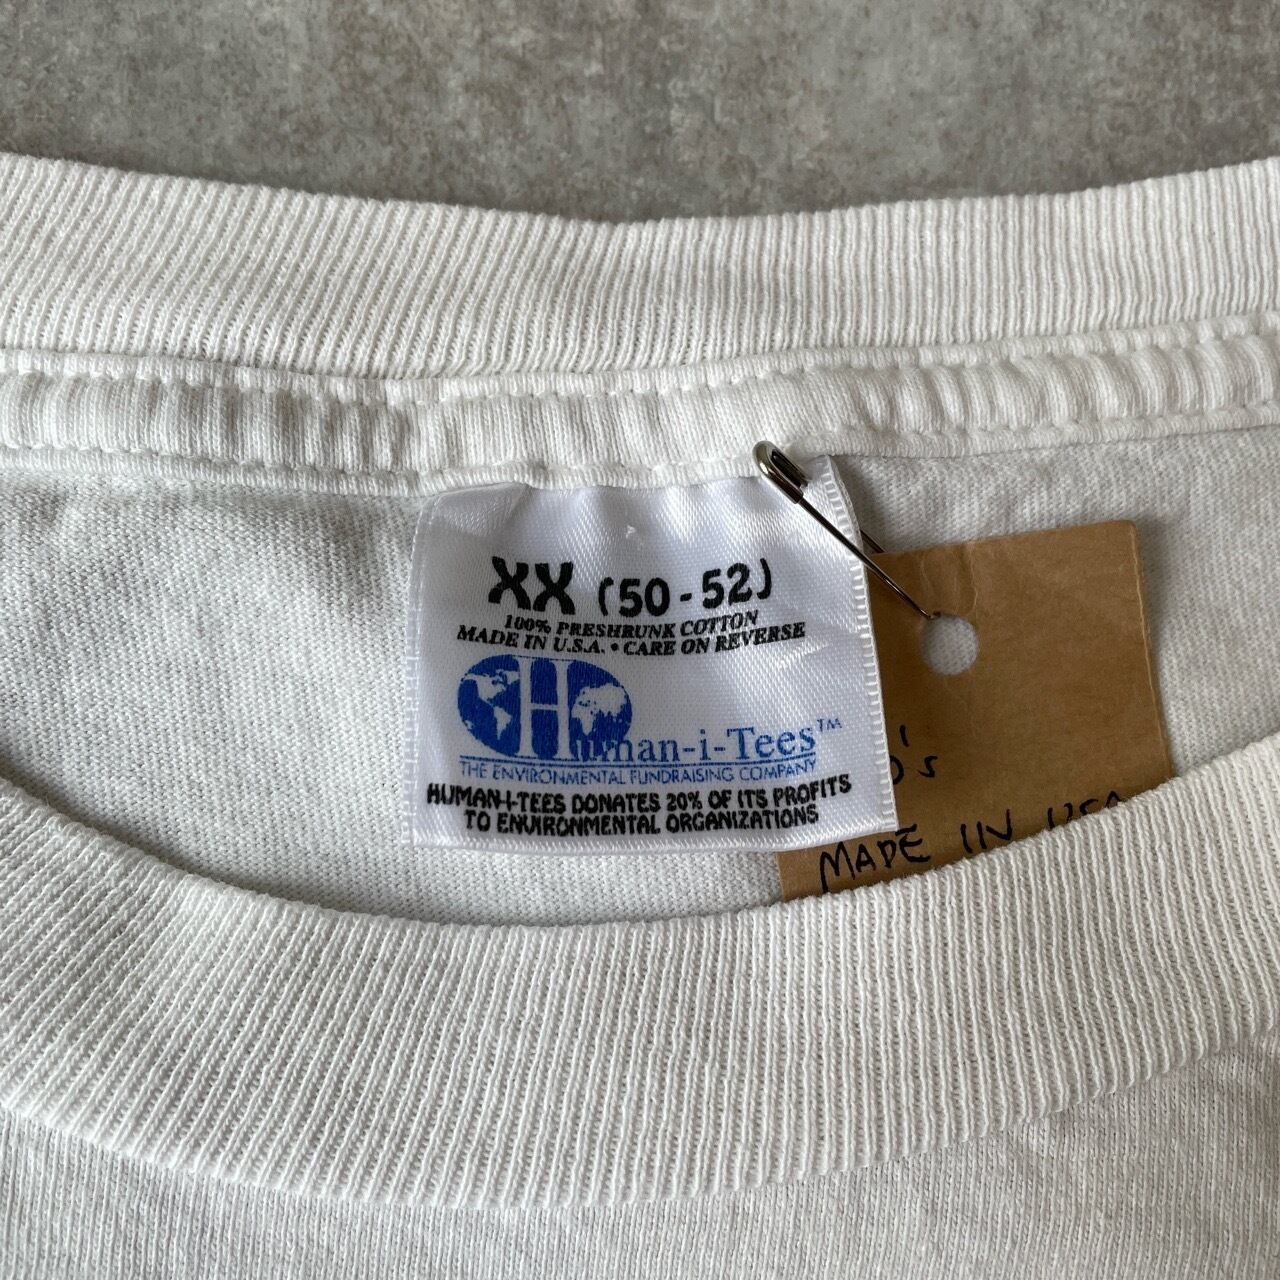 XX (50-52)
100% PRESHRUNK COTTON
MADE IN U.S.A. • CARE ON REVERSE
Human-i-Tees™
THE ENVIRONMENTAL FUNDRAISING COMPANY
HUMAN-I-TEES DONATES 20% OF ITS PROFITS
TO ENVIRONMENTAL ORGANIZATIONS
MADE IN USA